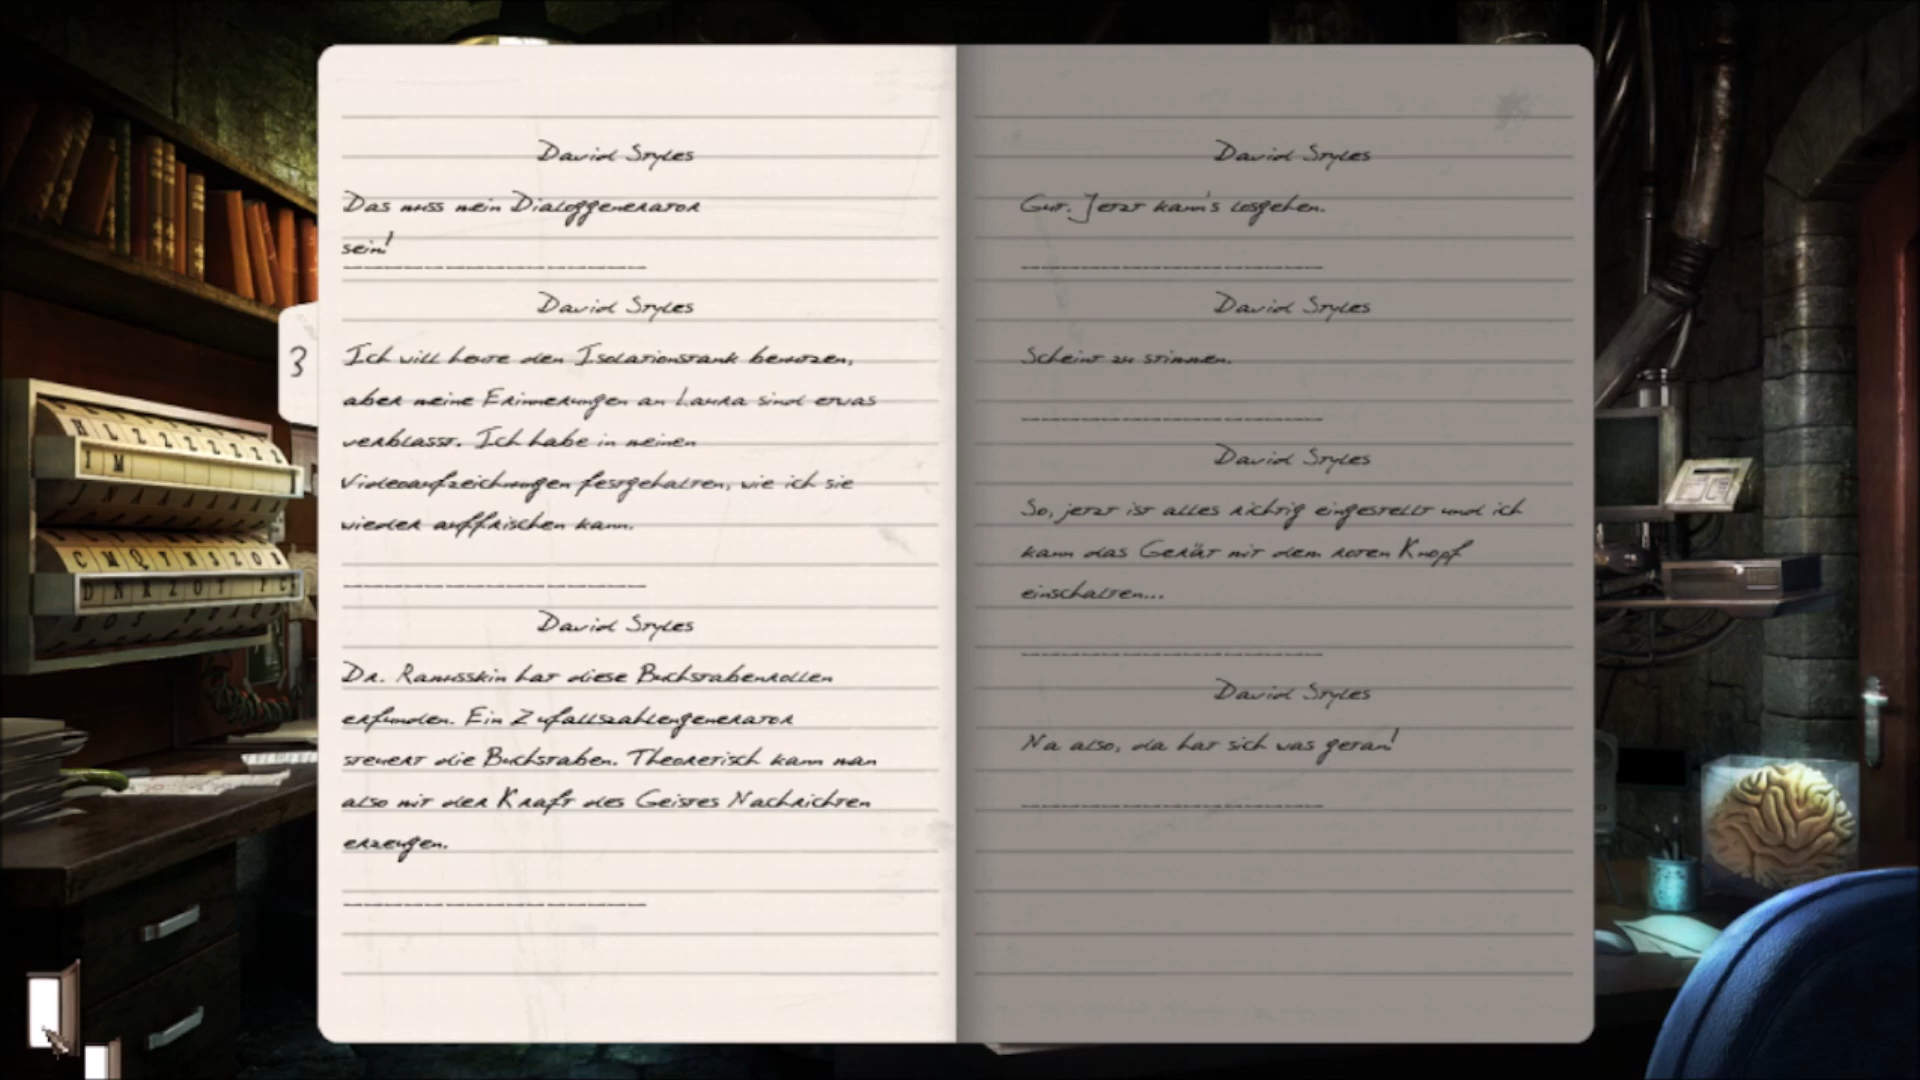 David Styles
Das muss mein Dialoggenerator
sein!
David Styles
Ich will heute den Isolationstank benutzen,
aber meine Erinnerungen an Laura sind etwas
verblasst. Ich habe in meinen
Videoaufzeichnungen festgehalten, wie ich sie
wieder auffrischen kann.
David Styles
Dr. Ranusskin hat diese Buchstabenrollen
erfunden. Ein Zufallszahlengenerator
steuert die Buchstaben. Theoretisch kann man
also mit der Kraft des Geistes Nachrichten
erzeugen.
David Styles
Gut. Jetzt kann's losgehen.
David Styles
Scheint zu stimmen.
David Styles
So, jetzt ist alles richtig eingestellt und ich
kann das Gerät mit dem roten Knopf
einschalten...
David Styles
Na also, da hat sich was getan!
3
I M
C M Q Y N S Z O N